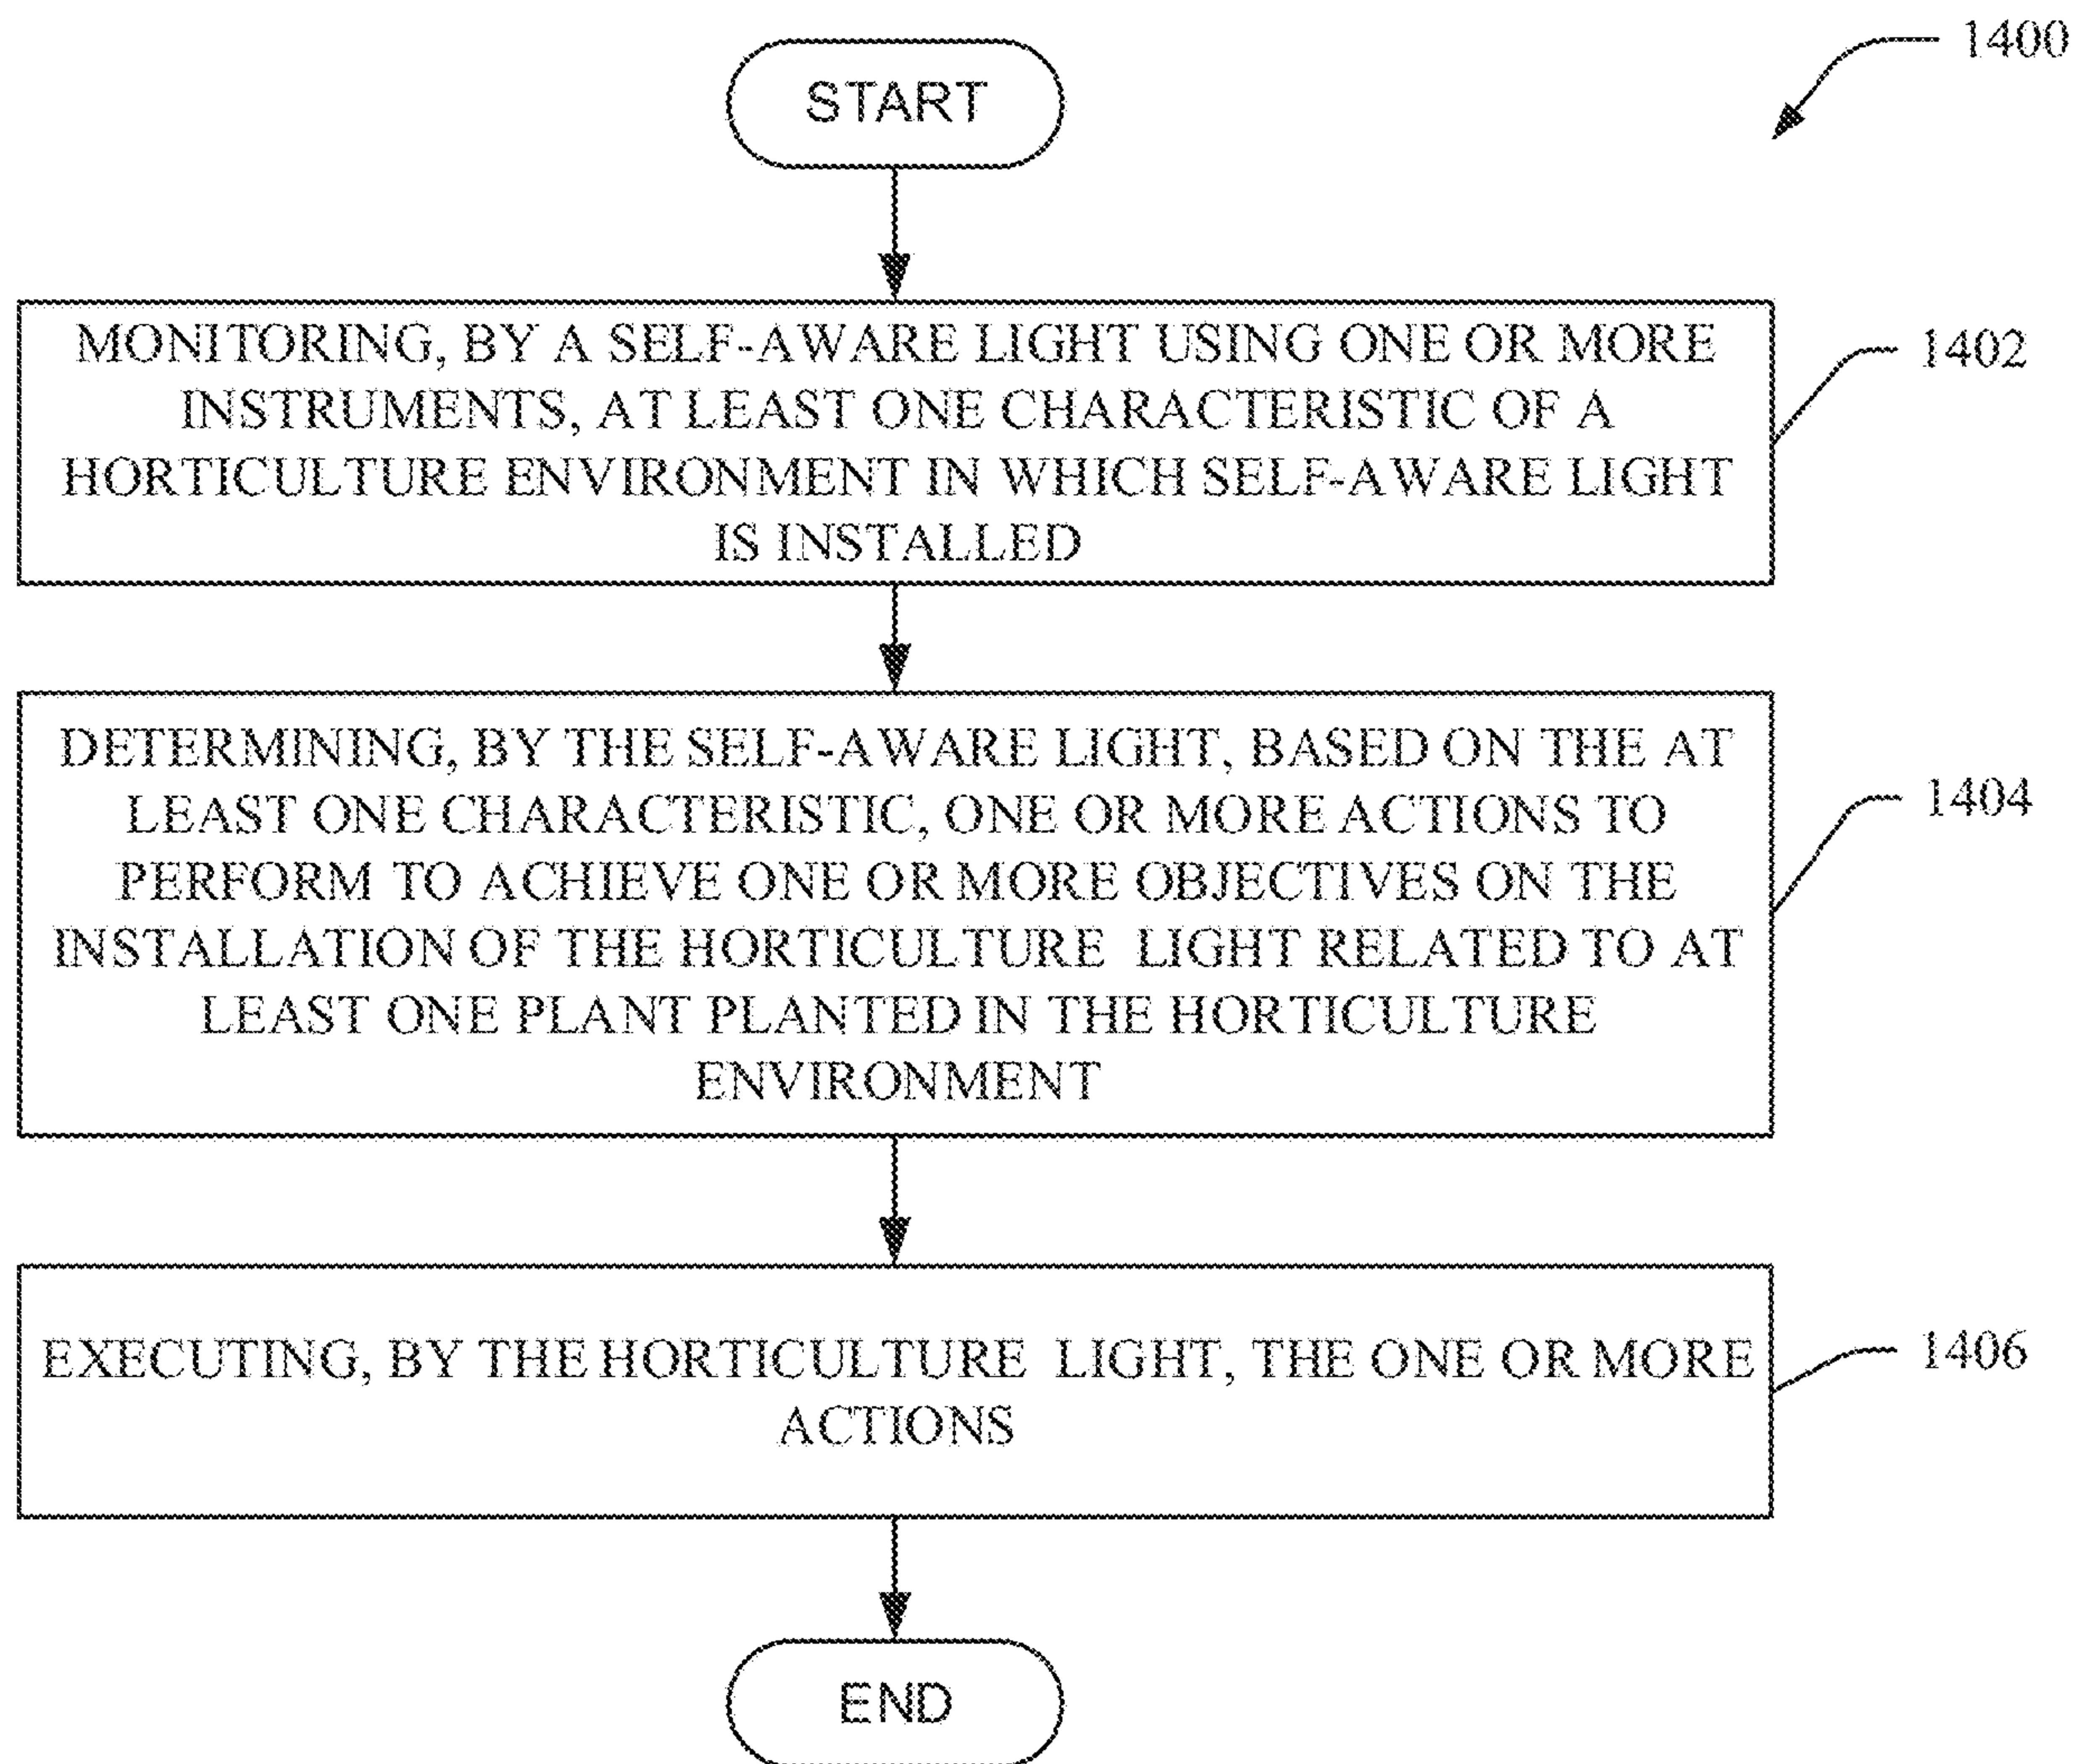 1400
START
MONITORING, BY A SELF-AWARE LIGHT USING ONE OR MORE
INSTRUMENTS, AT LEAST ONE CHARACTERISTIC OF A
HORTICULTURE ENVIRONMENT IN WHICH SELF-AWARE LIGHT
IS INSTALLED
1402
DETERMINING, BY THE SELF-AWARE LIGHT, BASED ON THE AT
LEAST ONE CHARACTERISTIC, ONE OR MORE ACTIONS TO
PERFORM TO ACHIEVE ONE OR MORE OBJECTIVES ON THE
INSTALLATION OF THE HORTICULTURE LIGHT RELATED TO AT
LEAST ONE PLANT PLANTED IN THE HORTICULTURE
ENVIRONMENT
1404
EXECUTING, BY THE HORTICULTURE LIGHT, THE ONE OR MORE
ACTIONS
1406
END